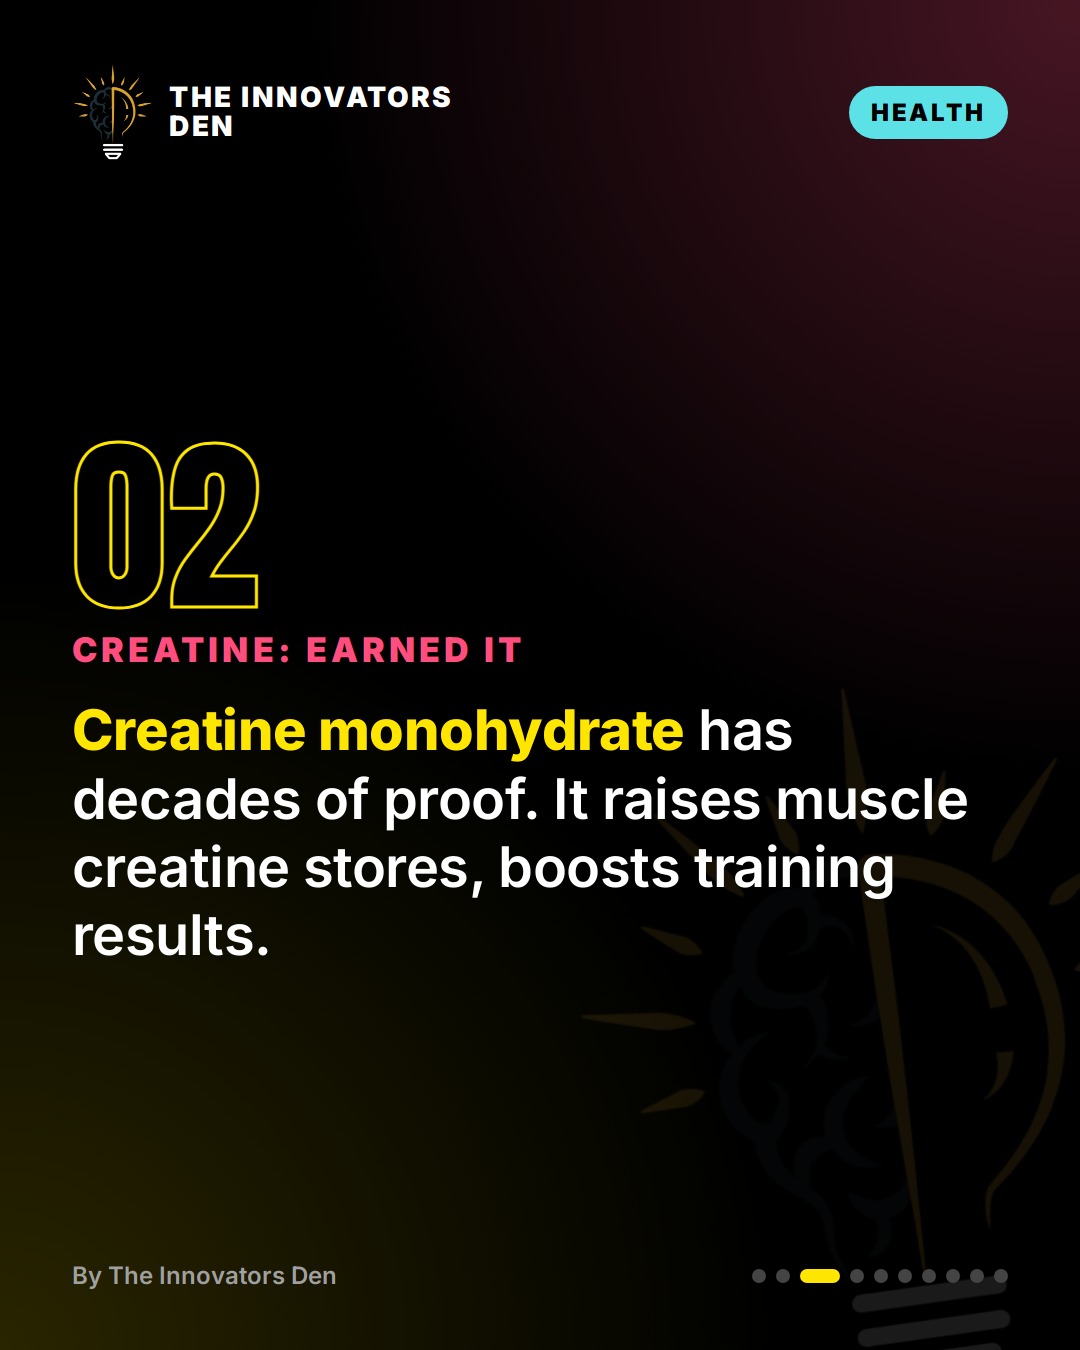 THE INNOVATORS
DEN
HEALTH
02
CREATINE: EARNED IT
Creatine monohydrate has
decades of proof. It raises muscle
creatine stores, boosts training
results.
By The Innovators Den